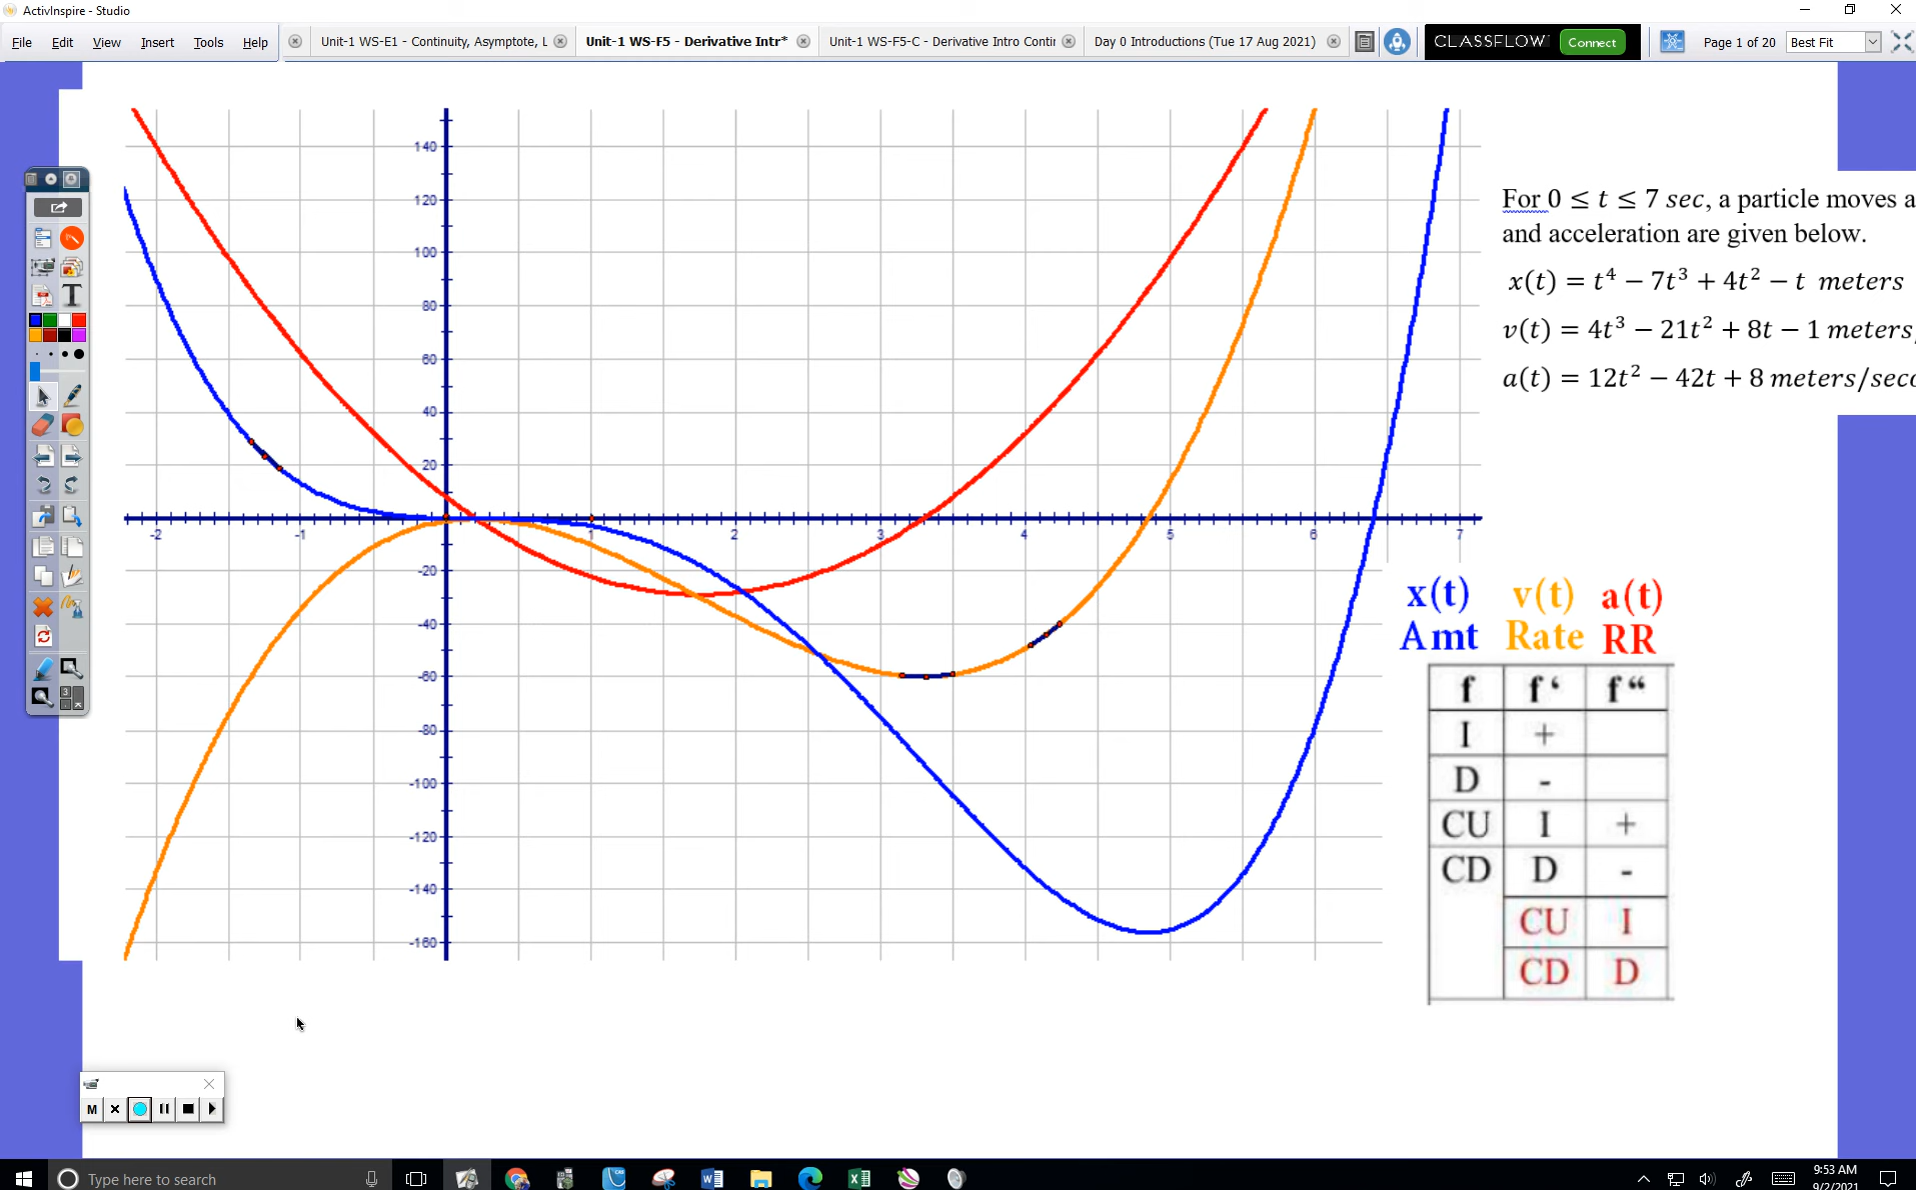 ActivInspire - Studio
File Edit View Insert Tools Help
Unit-1 WS-E1 - Continuity, Asymptote, L
Unit-1 WS-F5 - Derivative Intr*
Unit-1 WS-F5-C - Derivative Intro Contin
Day 0 Introductions (Tue 17 Aug 2021)
CLASSFLOW Connect
Page 1 of 20 Best Fit
140
120
100
80
60
40
20
-2 -1 2 3 4 5 6 7
-20
-40
-60
-80
-100
-120
-140
-160
For 0 ≤ t ≤ 7 sec, a particle moves a
and acceleration are given below.
x(t) = t⁴ − 7t³ + 4t² − t meters
v(t) = 4t³ − 21t² + 8t − 1 meters/
a(t) = 12t² − 42t + 8 meters/seco
x(t) v(t) a(t)
Amt Rate RR
f f‘ f“
I +
D -
CU I +
CD D -
CU I
CD D
3
M
Type here to search
9:53 AM
9/2/2021